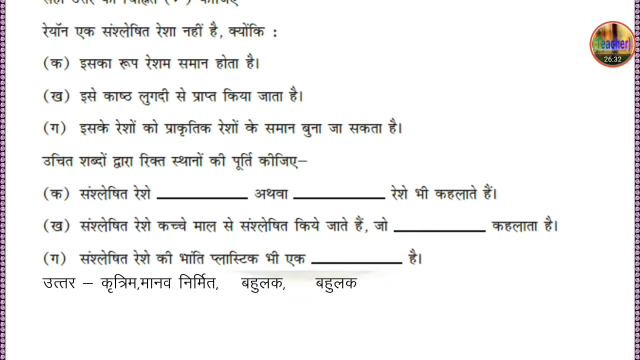 सही उत्तर को चिह्नित (✓) कीजिए
रेयॉन एक संश्लेषित रेशा नहीं है, क्योंकि :
(क) इसका रूप रेशम समान होता है।
(ख) इसे काष्ठ लुगदी से प्राप्त किया जाता है।
(ग) इसके रेशों को प्राकृतिक रेशों के समान बुना जा सकता है।
उचित शब्दों द्वारा रिक्त स्थानों की पूर्ति कीजिए–
(क) संश्लेषित रेशे __________ अथवा __________ रेशे भी कहलाते हैं।
(ख) संश्लेषित रेशे कच्चे माल से संश्लेषित किये जाते हैं, जो __________ कहलाता है।
(ग) संश्लेषित रेशे की भांति प्लास्टिक भी एक __________ है।
उत्तर – कृत्रिम,मानव निर्मित, बहुलक, बहुलक
Teacher
26:32